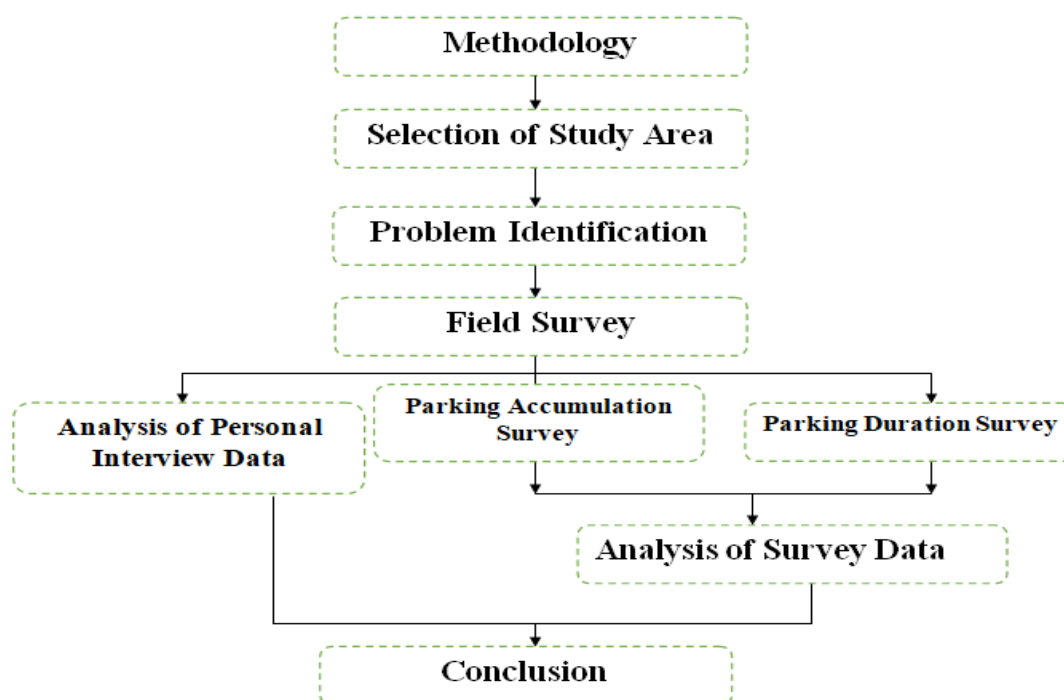 Methodology
Selection of Study Area
Problem Identification
Field Survey
Analysis of Personal
Interview Data
Parking Accumulation
Survey
Parking Duration Survey
Analysis of Survey Data
Conclusion